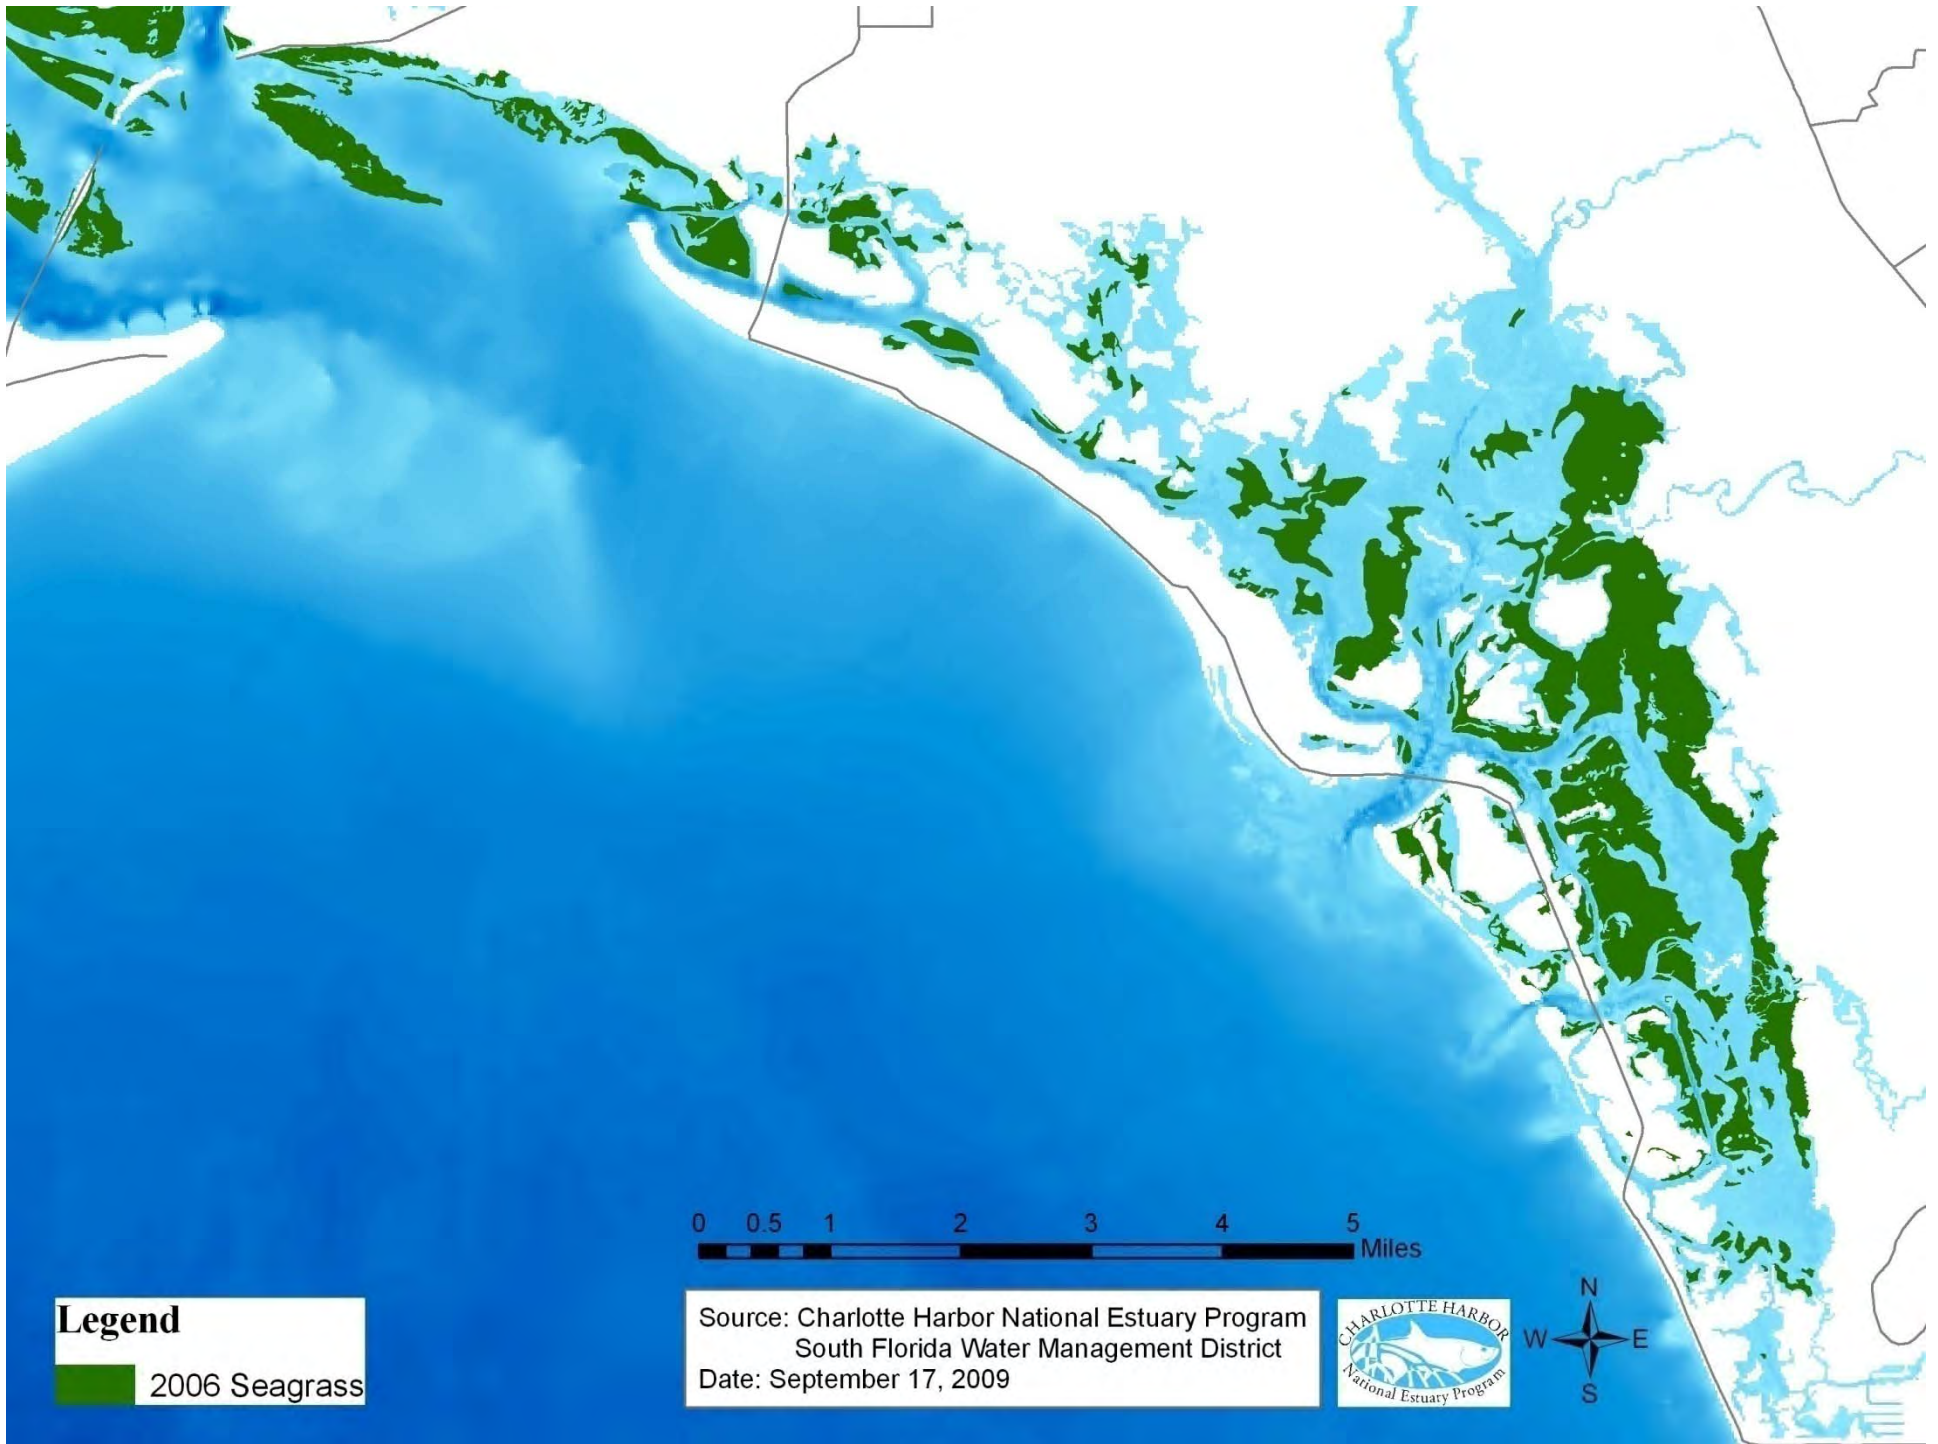 0 0.5 1 2 3 4 5
Miles
Legend
2006 Seagrass
Source: Charlotte Harbor National Estuary Program
South Florida Water Management District
Date: September 17, 2009
CHARLOTTE HARBOR
National Estuary Program
N
W E
S